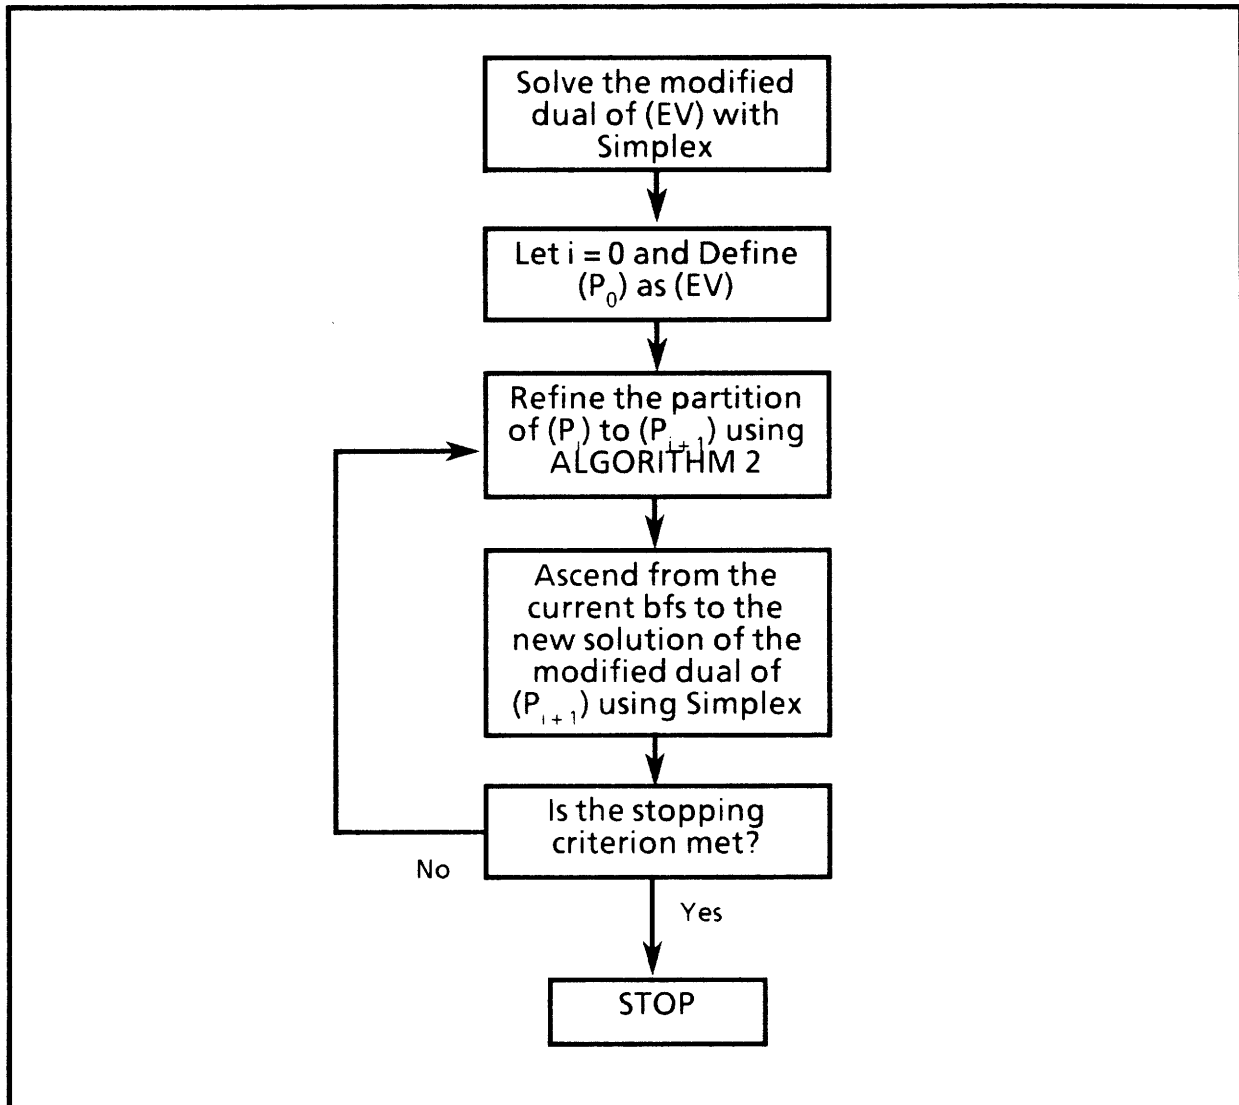 Solve the modified
dual of (EV) with
Simplex
Let i = 0 and Define
(P₀) as (EV)
Refine the partition
of (Pᵢ) to (Pᵢ₊₁) using
ALGORITHM 2
Ascend from the
current bfs to the
new solution of the
modified dual of
(Pᵢ₊₁) using Simplex
Is the stopping
criterion met?
No
Yes
STOP